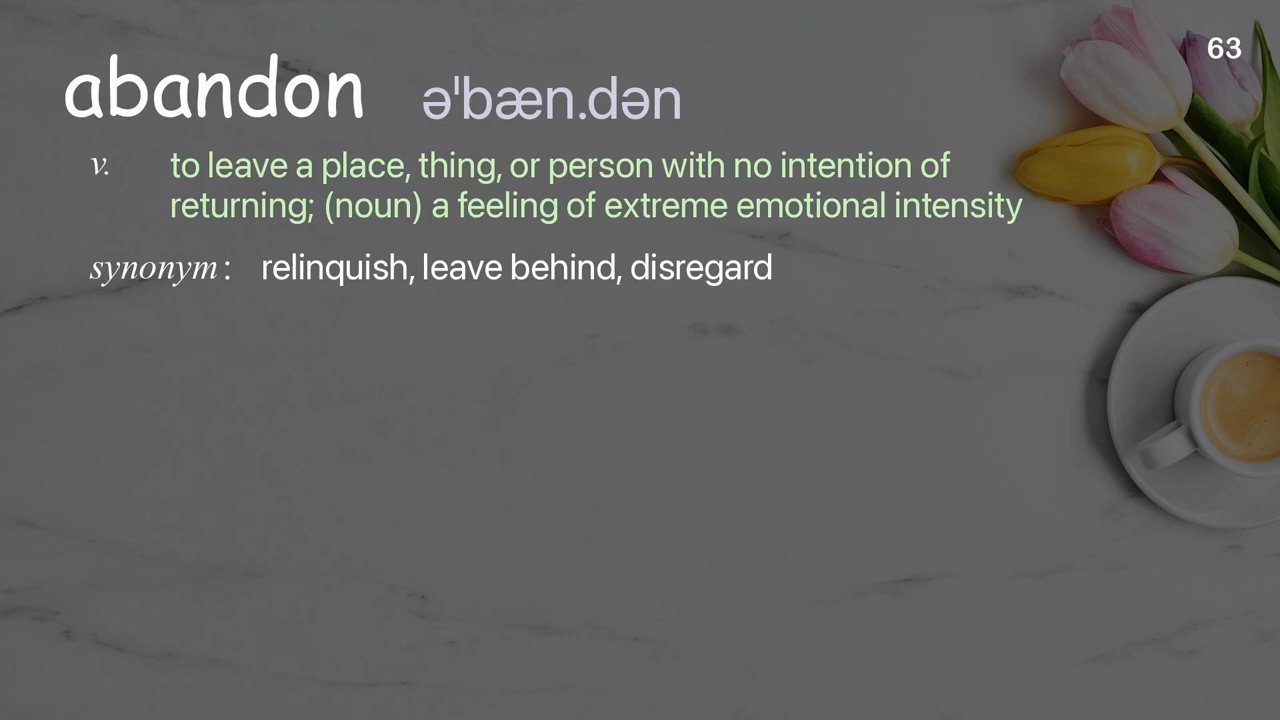 63
abandon ə'bæn.dən
v. to leave a place, thing, or person with no intention of
returning; (noun) a feeling of extreme emotional intensity
synonym: relinquish, leave behind, disregard